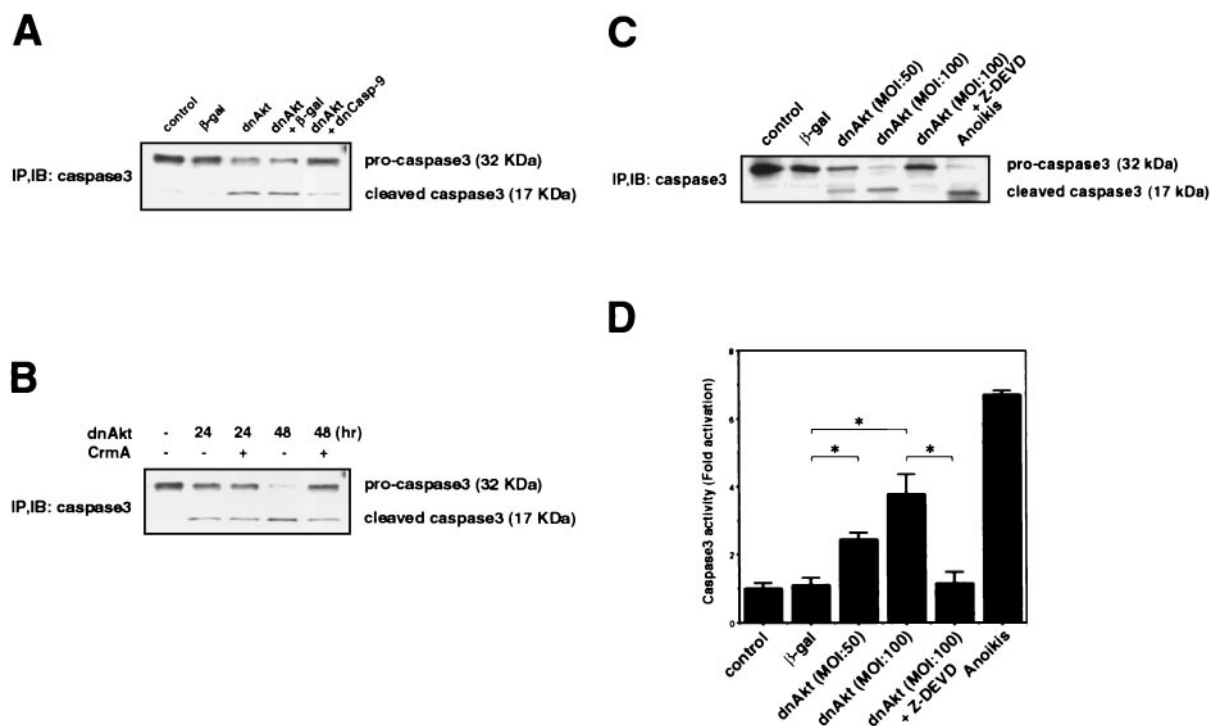 A
control
β-gal
dnAkt
dnAkt + β-gal
dnAkt + dnCasp-9
IP,IB: caspase3
pro-caspase3 (32 KDa)
cleaved caspase3 (17 KDa)
B
dnAkt - 24 24 48 48 (hr)
CrmA - - + - +
IP,IB: caspase3
pro-caspase3 (32 KDa)
cleaved caspase3 (17 KDa)
C
control
β-gal
dnAkt (MOI:50)
dnAkt (MOI:100)
dnAkt (MOI:100) + Z-DEVD
Anoikis
IP,IB: caspase3
pro-caspase3 (32 kDa)
cleaved caspase3 (17 kDa)
D
Caspase3 activity (Fold activation)
8
6
4
2
0
*
*
*
control
β-gal
dnAkt (MOI:50)
dnAkt (MOI:100)
dnAkt (MOI:100) + Z-DEVD
Anoikis